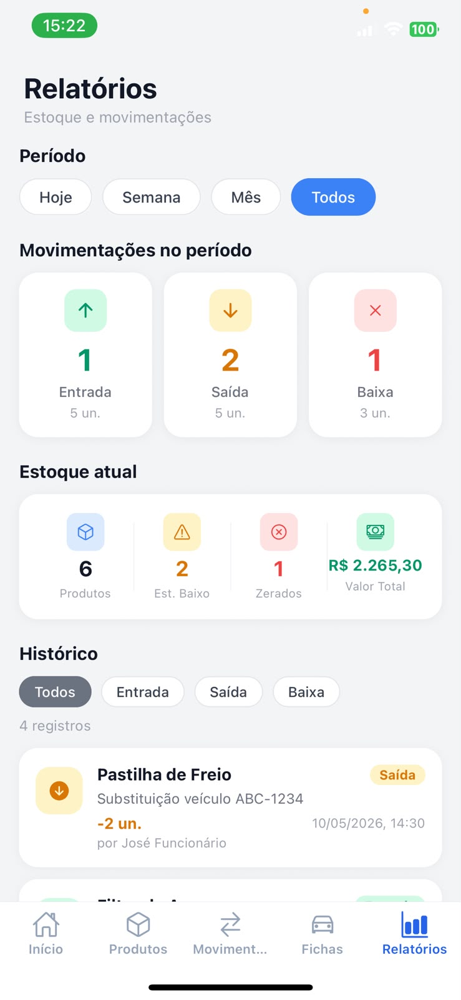 15:22
100
Relatórios
Estoque e movimentações
Período
Hoje Semana Mês Todos
Movimentações no período
1 2 1
Entrada Saída Baixa
5 un. 5 un. 3 un.
Estoque atual
6 2 1 R$ 2.265,30
Produtos Est. Baixo Zerados Valor Total
Histórico
Todos Entrada Saída Baixa
4 registros
Pastilha de Freio Saída
Substituição veículo ABC-1234
-2 un. 10/05/2026, 14:30
por José Funcionário
Início Produtos Moviment... Fichas Relatórios